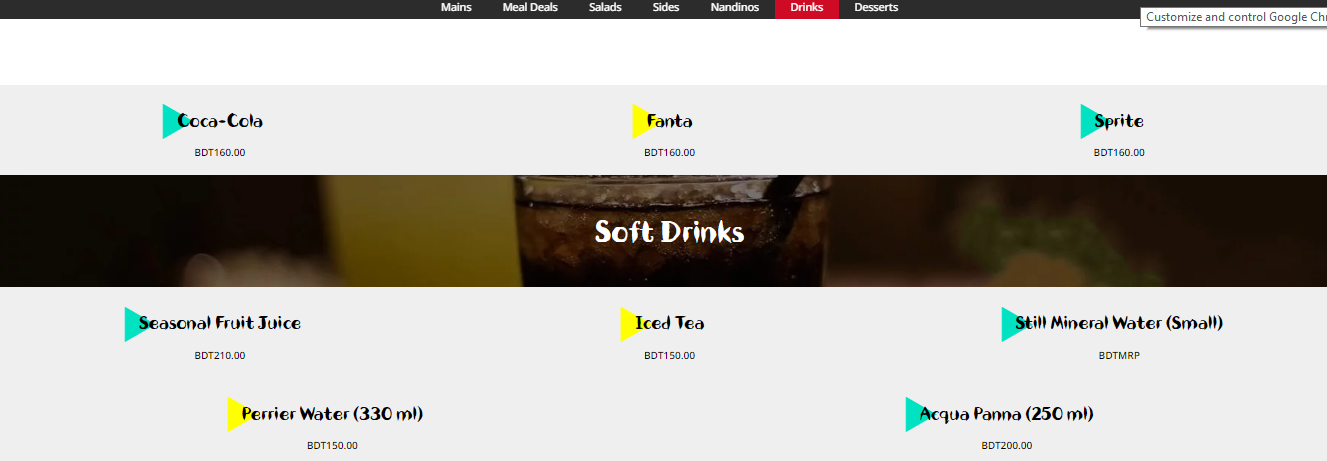 Mains Meal Deals Salads Sides Nandinos Drinks Desserts
Customize and control Google Chr
Coca-Cola Fanta Sprite
BDT160.00 BDT160.00 BDT160.00
Soft Drinks
Seasonal Fruit Juice Iced Tea Still Mineral Water (Small)
BDT210.00 BDT150.00 BDTMRP
Perrier Water (330 ml) Acqua Panna (250 ml)
BDT150.00 BDT200.00